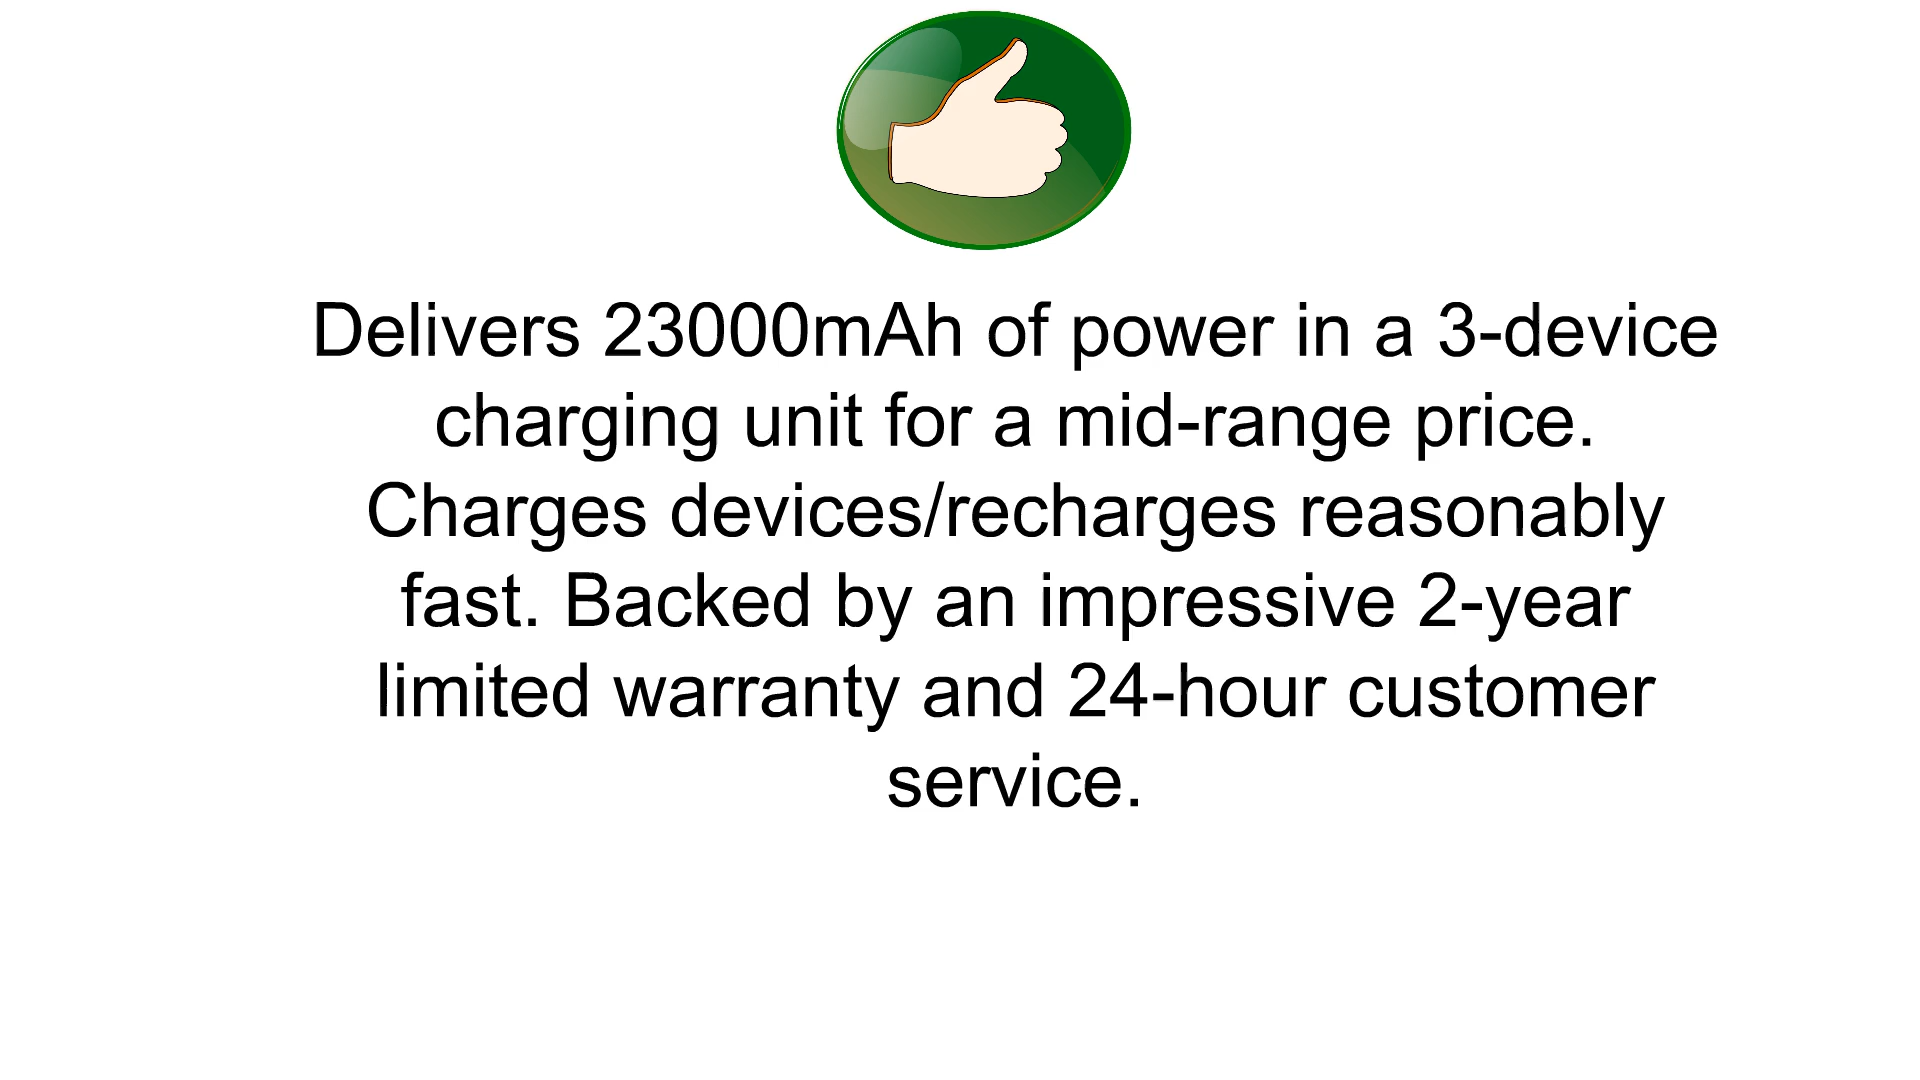 Delivers 23000mAh of power in a 3-device
charging unit for a mid-range price.
Charges devices/recharges reasonably
fast. Backed by an impressive 2-year
limited warranty and 24-hour customer
service.